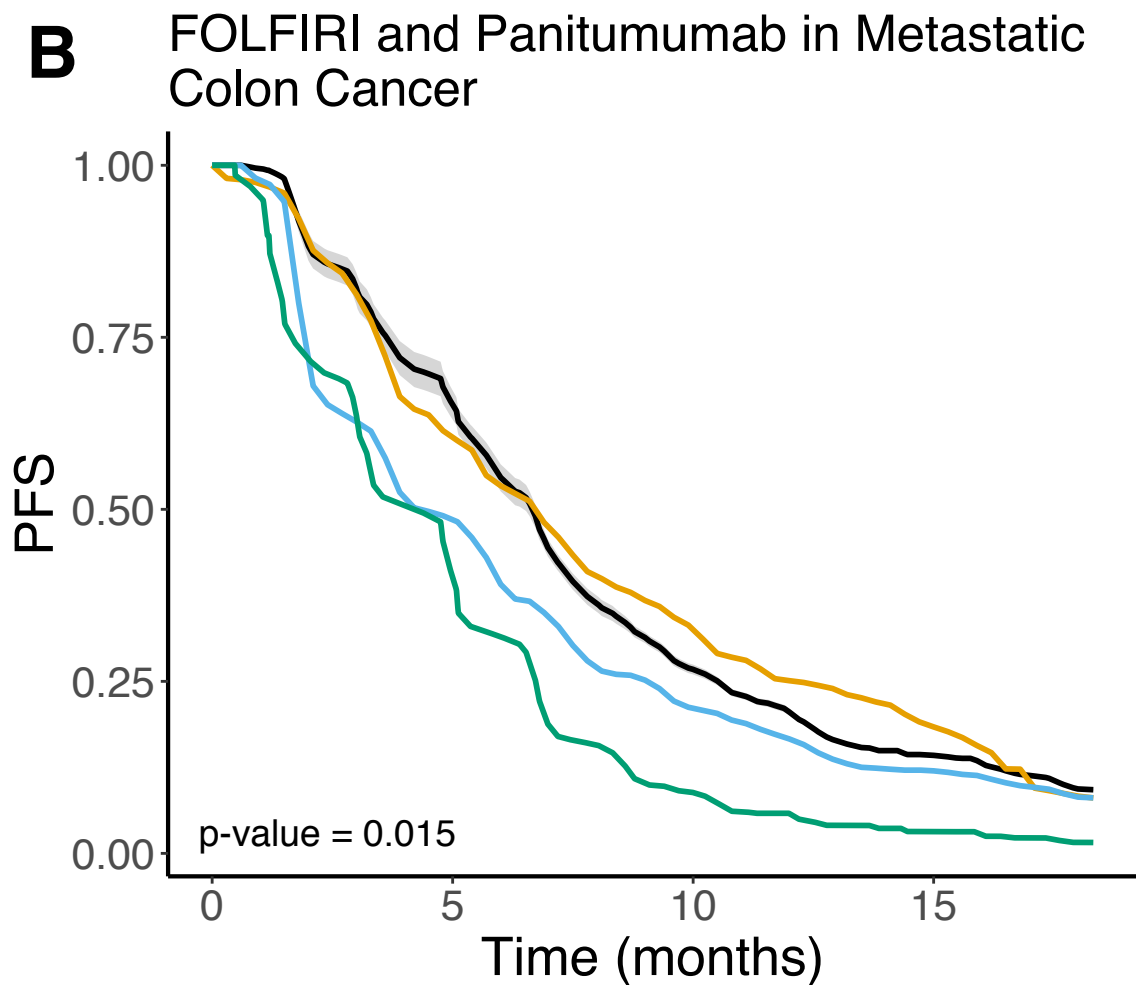 B
FOLFIRI and Panitumumab in Metastatic
Colon Cancer
PFS
1.00
0.75
0.50
0.25
0.00
p-value = 0.015
0 5 10 15
Time (months)